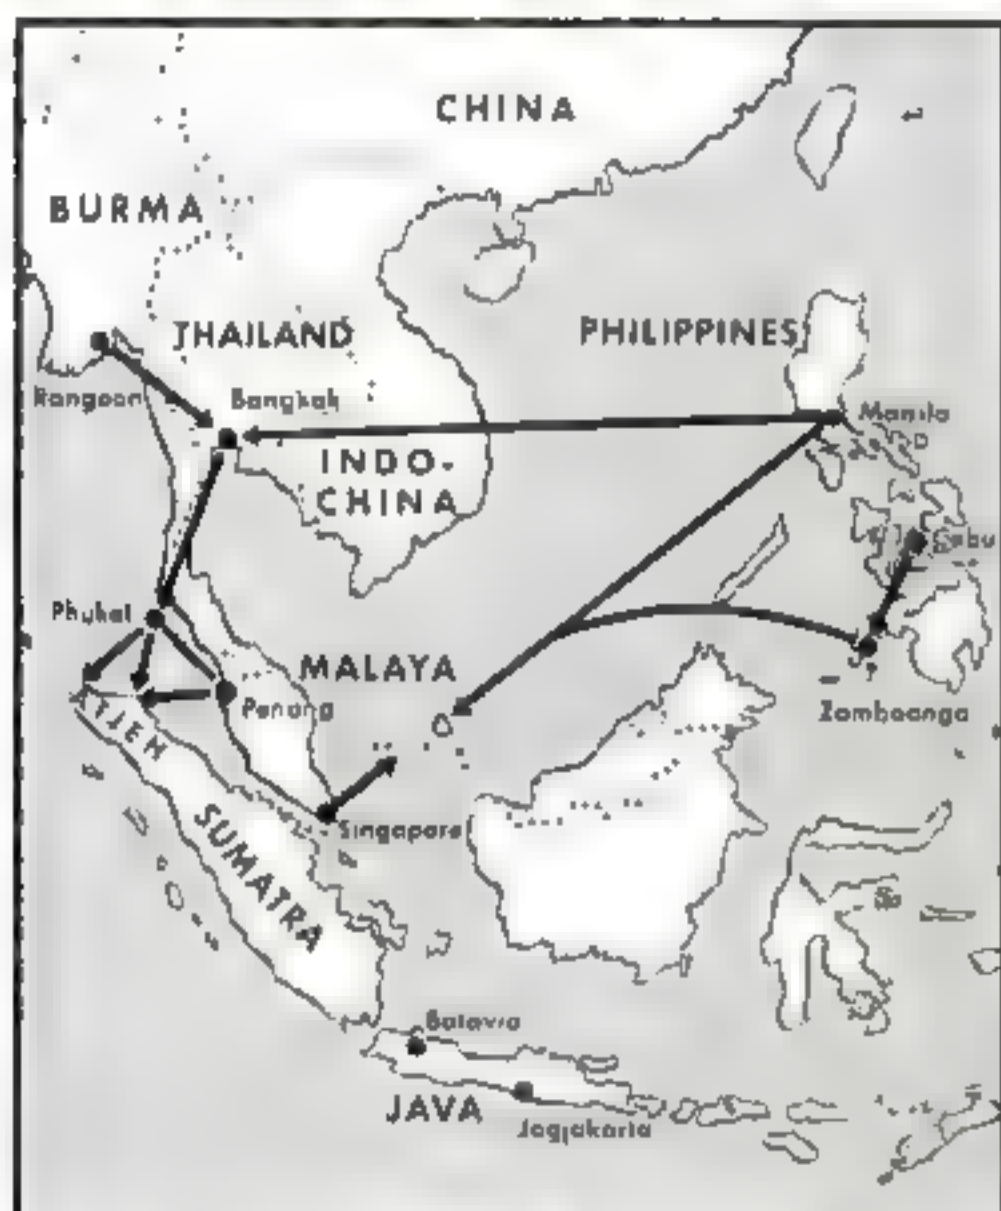 CHINA
BURMA
THAILAND
PHILIPPINES
Rangoon
Bangkok
Manila
INDO-
CHINA
Cebu
Phuket
MALAYA
Penang
ATJEH
Zamboanga
Singapore
SUMATRA
Batavia
JAVA
Jogjakarta